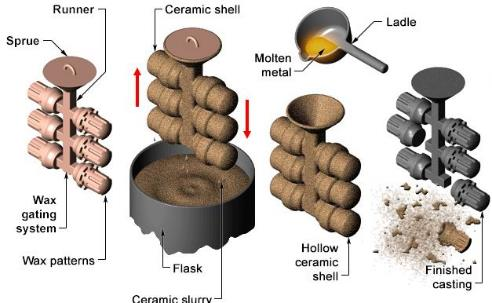 Runner
Sprue
Wax
gating
system
Wax patterns
Ceramic shell
Flask
Ceramic slurry
Ladle
Molten
metal
Hollow
ceramic
shell
Finished
casting